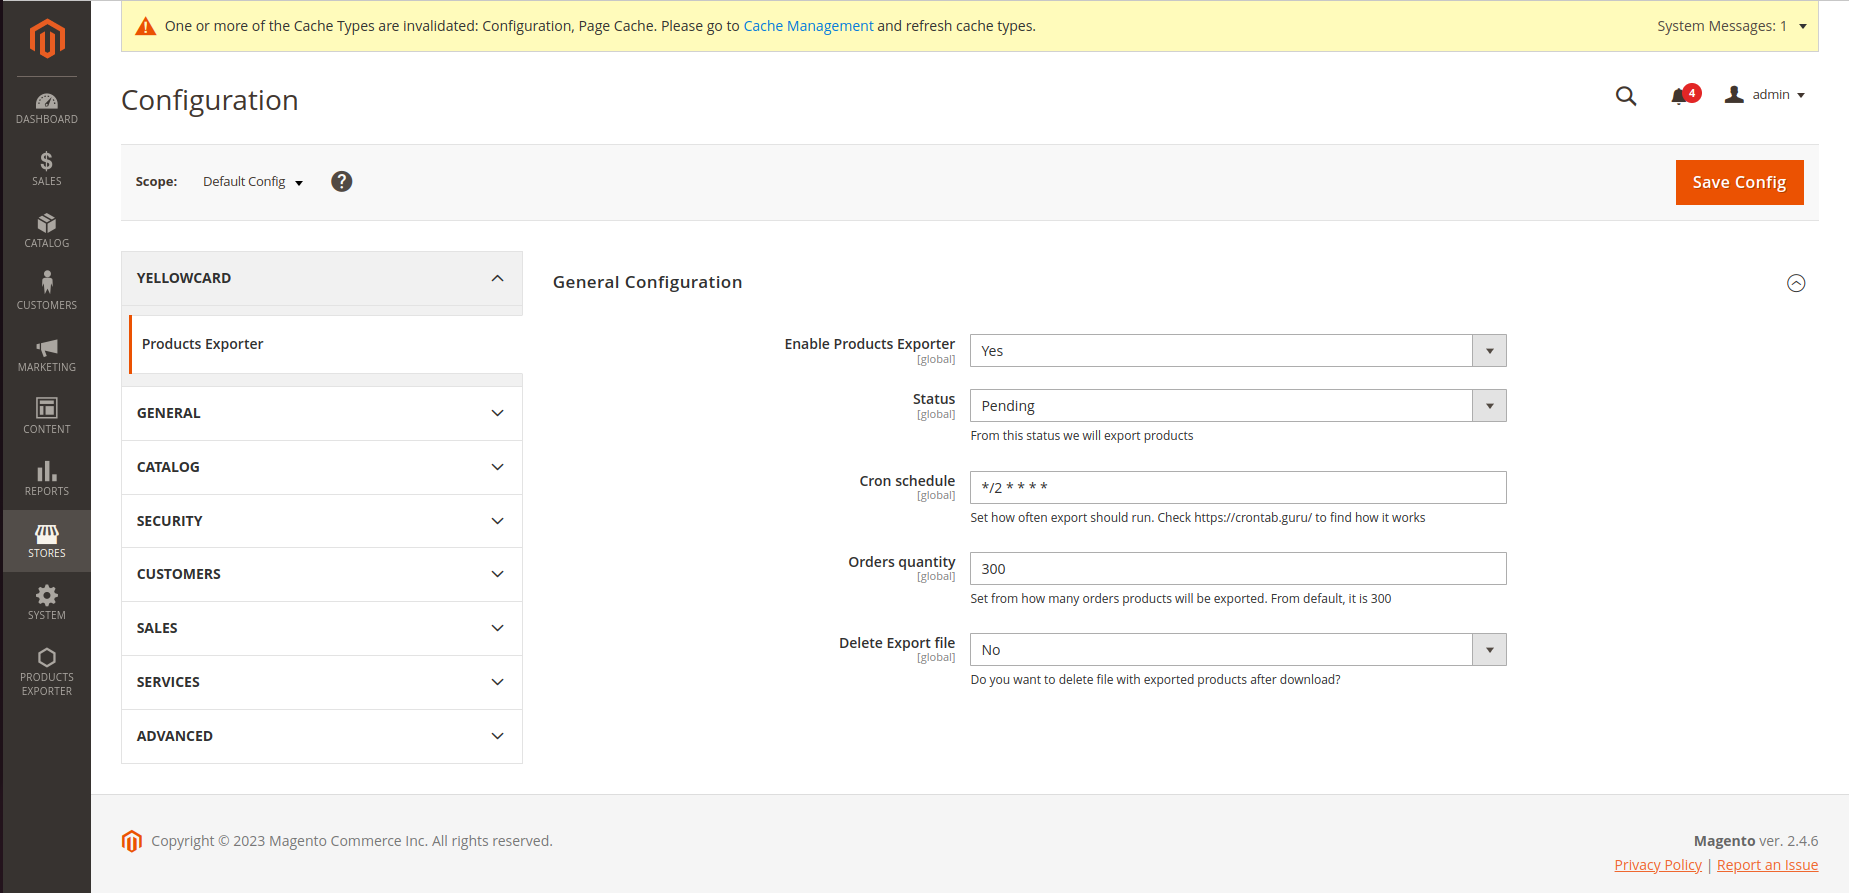 One or more of the Cache Types are invalidated: Configuration, Page Cache. Please go to Cache Management and refresh cache types.
System Messages: 1
Configuration
4
admin
Scope:
Default Config
?
Save Config
DASHBOARD
SALES
CATALOG
CUSTOMERS
MARKETING
CONTENT
REPORTS
STORES
SYSTEM
PRODUCTS
EXPORTER
YELLOWCARD
Products Exporter
GENERAL
CATALOG
SECURITY
CUSTOMERS
SALES
SERVICES
ADVANCED
General Configuration
Enable Products Exporter
[global]
Yes
Status
[global]
Pending
From this status we will export products
Cron schedule
[global]
*/2 * * * *
Set how often export should run. Check https://crontab.guru/ to find how it works
Orders quantity
[global]
300
Set from how many orders products will be exported. From default, it is 300
Delete Export file
[global]
No
Do you want to delete file with exported products after download?
Copyright © 2023 Magento Commerce Inc. All rights reserved.
Magento ver. 2.4.6
Privacy Policy | Report an Issue